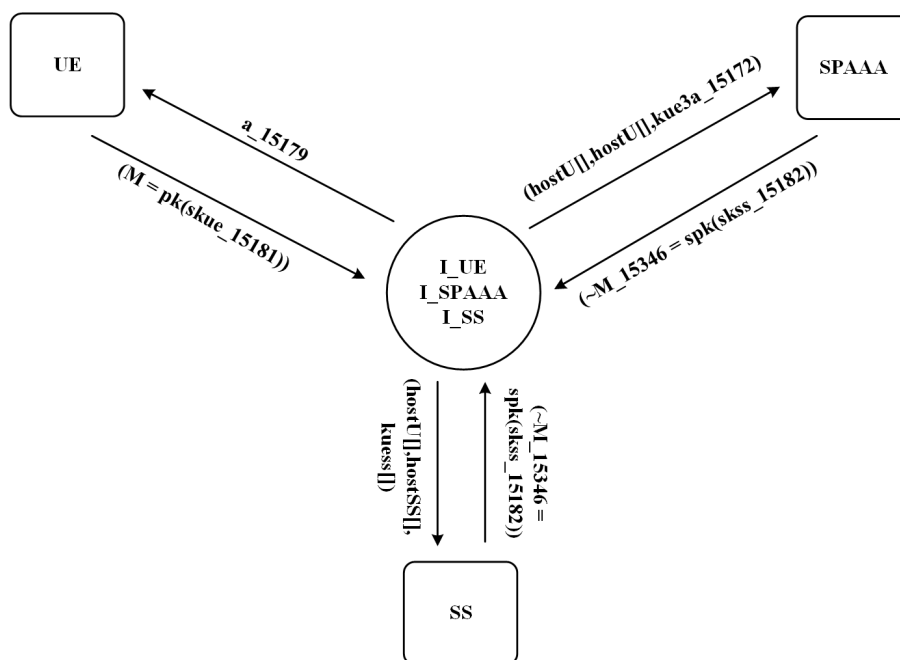 UE
SPAAA
a_15179
(M = pk(skue_15181))
(hostU[],hostU[],kue3a_15172)
(~M_15346 = spk(skss_15182))
I_UE
I_SPAAA
I_SS
(hostU[],hostSS[],
kuess[])
(~M_15346 =
spk(skss_15182))
SS